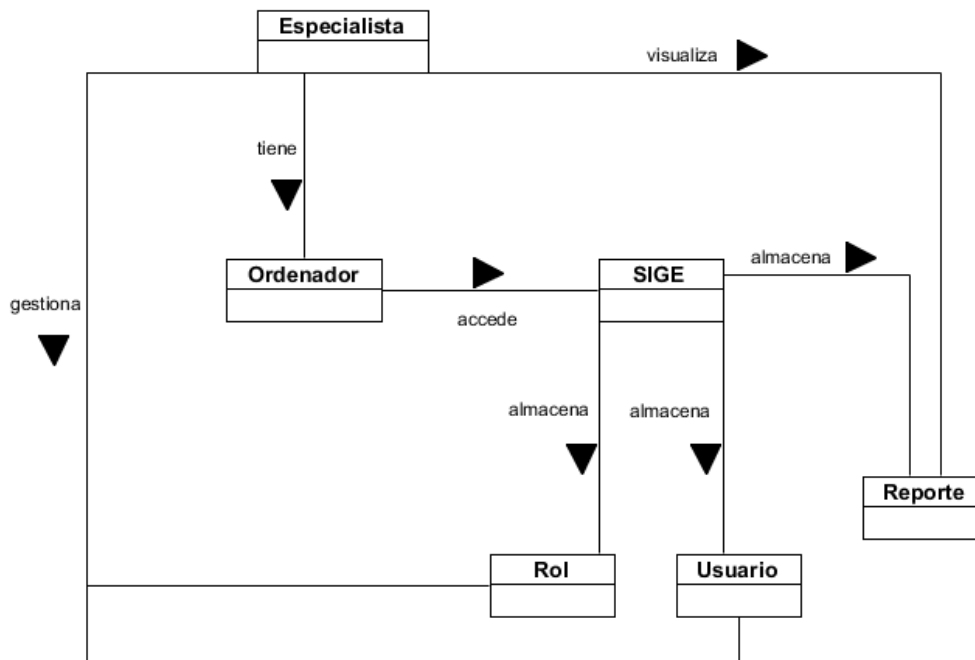 Especialista
visualiza
tiene
Ordenador
SIGE
almacena
gestiona
accede
almacena
almacena
Reporte
Rol
Usuario